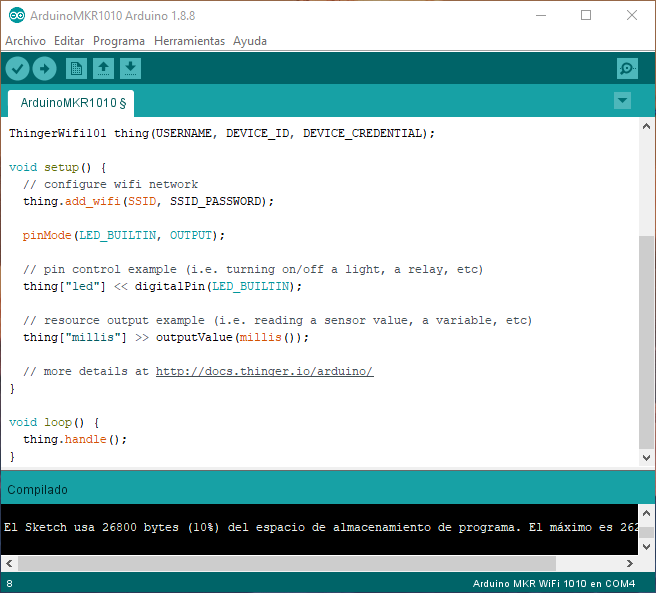 ArduinoMKR1010 Arduino 1.8.8
Archivo Editar Programa Herramientas Ayuda
ArduinoMKR1010 §
ThingerWifi101 thing(USERNAME, DEVICE_ID, DEVICE_CREDENTIAL);
void setup() {
// configure wifi network
thing.add_wifi(SSID, SSID_PASSWORD);
pinMode(LED_BUILTIN, OUTPUT);
// pin control example (i.e. turning on/off a light, a relay, etc)
thing["led"] << digitalPin(LED_BUILTIN);
// resource output example (i.e. reading a sensor value, a variable, etc)
thing["millis"] >> outputValue(millis());
// more details at http://docs.thinger.io/arduino/
}
void loop() {
thing.handle();
}
Compilado
El Sketch usa 26800 bytes (10%) del espacio de almacenamiento de programa. El máximo es 262
8
Arduino MKR WiFi 1010 en COM4